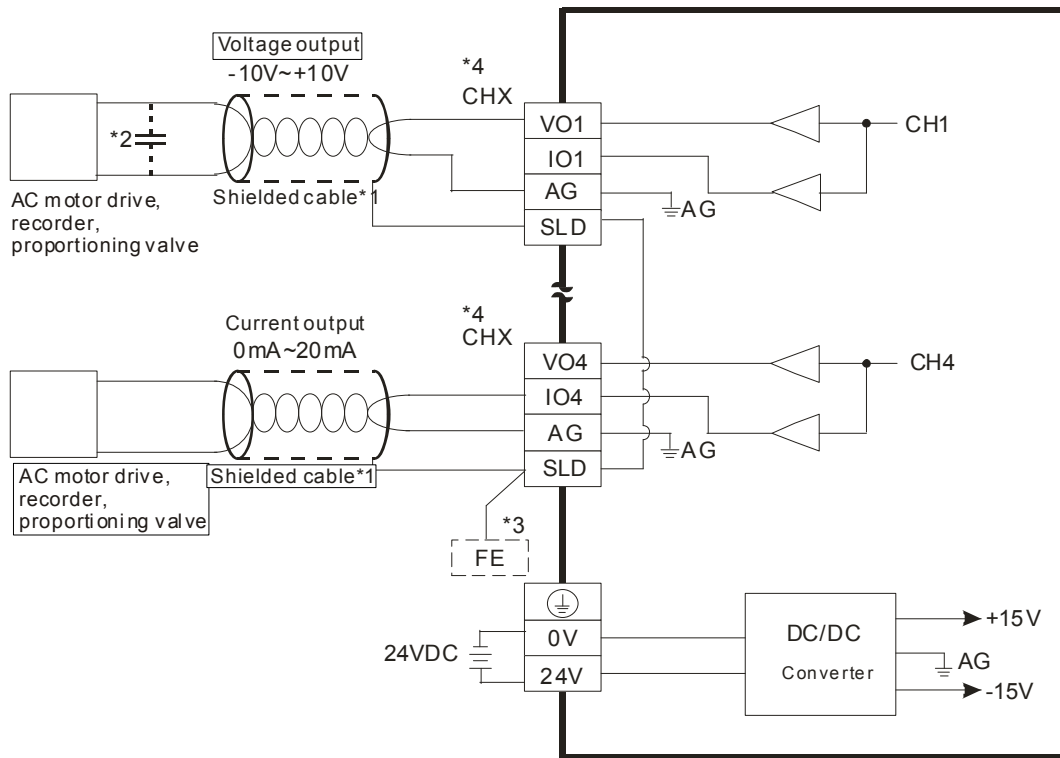 Voltage output
-10V~+10V
*4
CHX
*2
VO1
IO1
AG
SLD
CH1
AG
Shielded cable*1
AC motor drive,
recorder,
proportioning valve
Current output
0mA~20mA
*4
CHX
VO4
IO4
AG
SLD
CH4
AG
AC motor drive,
recorder,
proportioning valve
Shielded cable*1
*3
FE
24VDC
0V
24V
DC/DC
Converter
+15V
AG
-15V